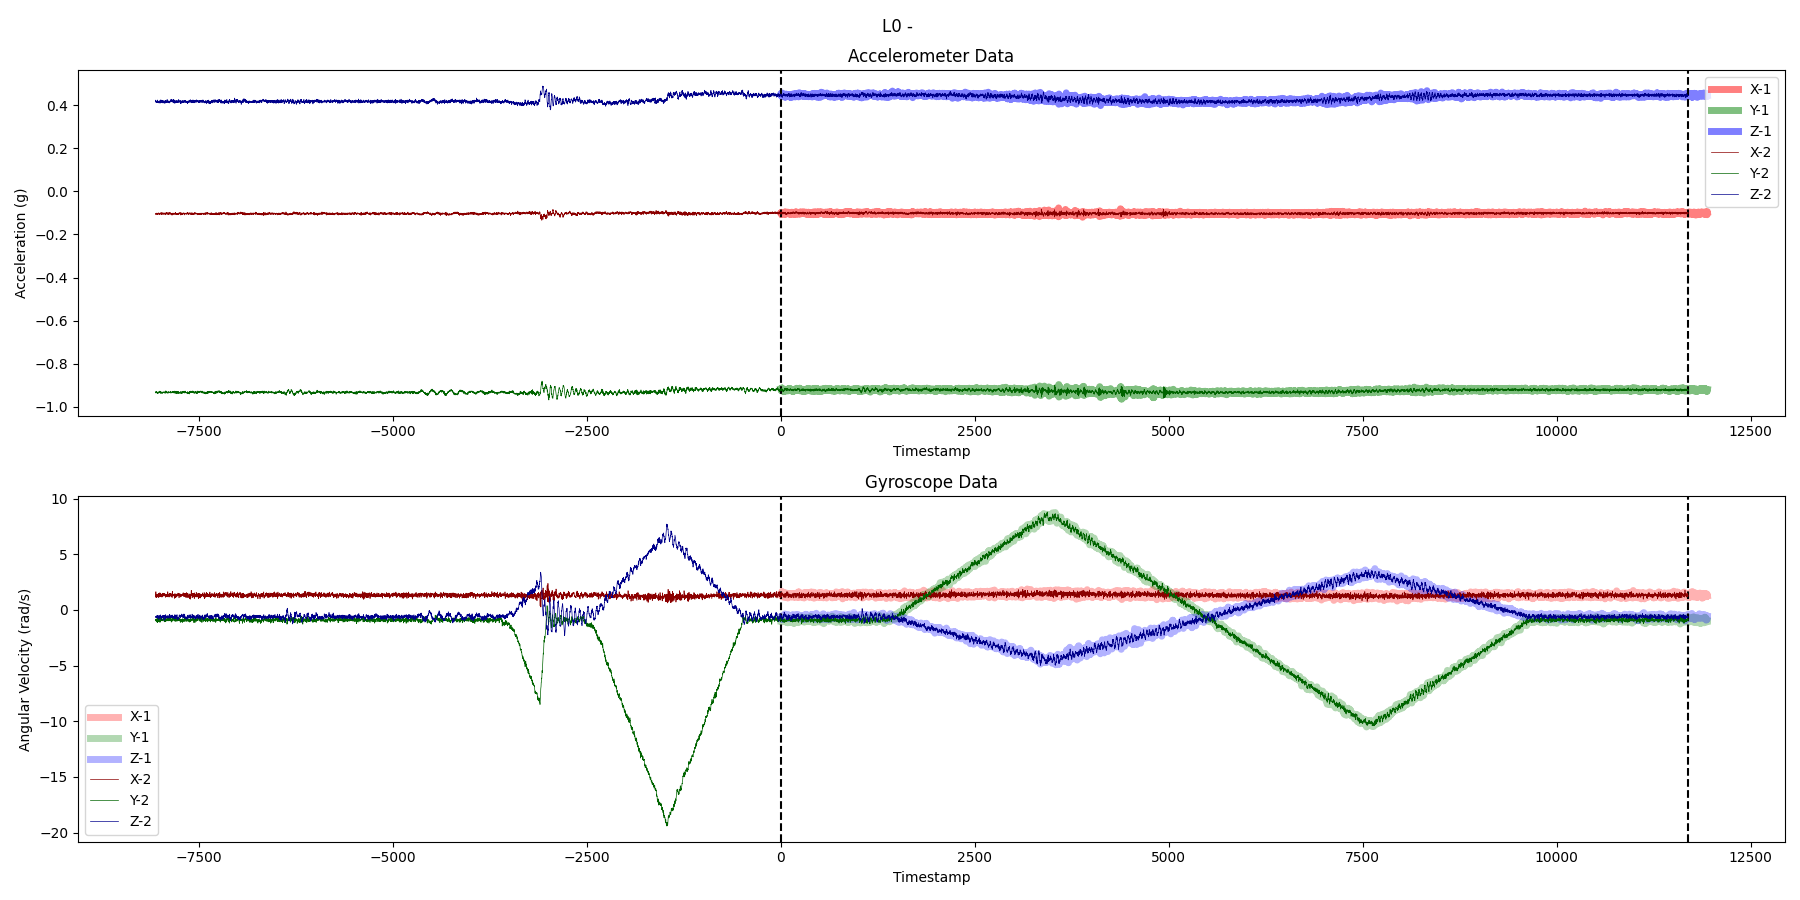 L0 -
Accelerometer Data
Acceleration (g)
0.4
0.2
0.0
−0.2
−0.4
−0.6
−0.8
−1.0
X-1
Y-1
Z-1
X-2
Y-2
Z-2
−7500 −5000 −2500 0 2500 5000 7500 10000 12500
Timestamp
Gyroscope Data
Angular Velocity (rad/s)
10
5
0
−5
−10
−15
−20
X-1
Y-1
Z-1
X-2
Y-2
Z-2
−7500 −5000 −2500 0 2500 5000 7500 10000 12500
Timestamp